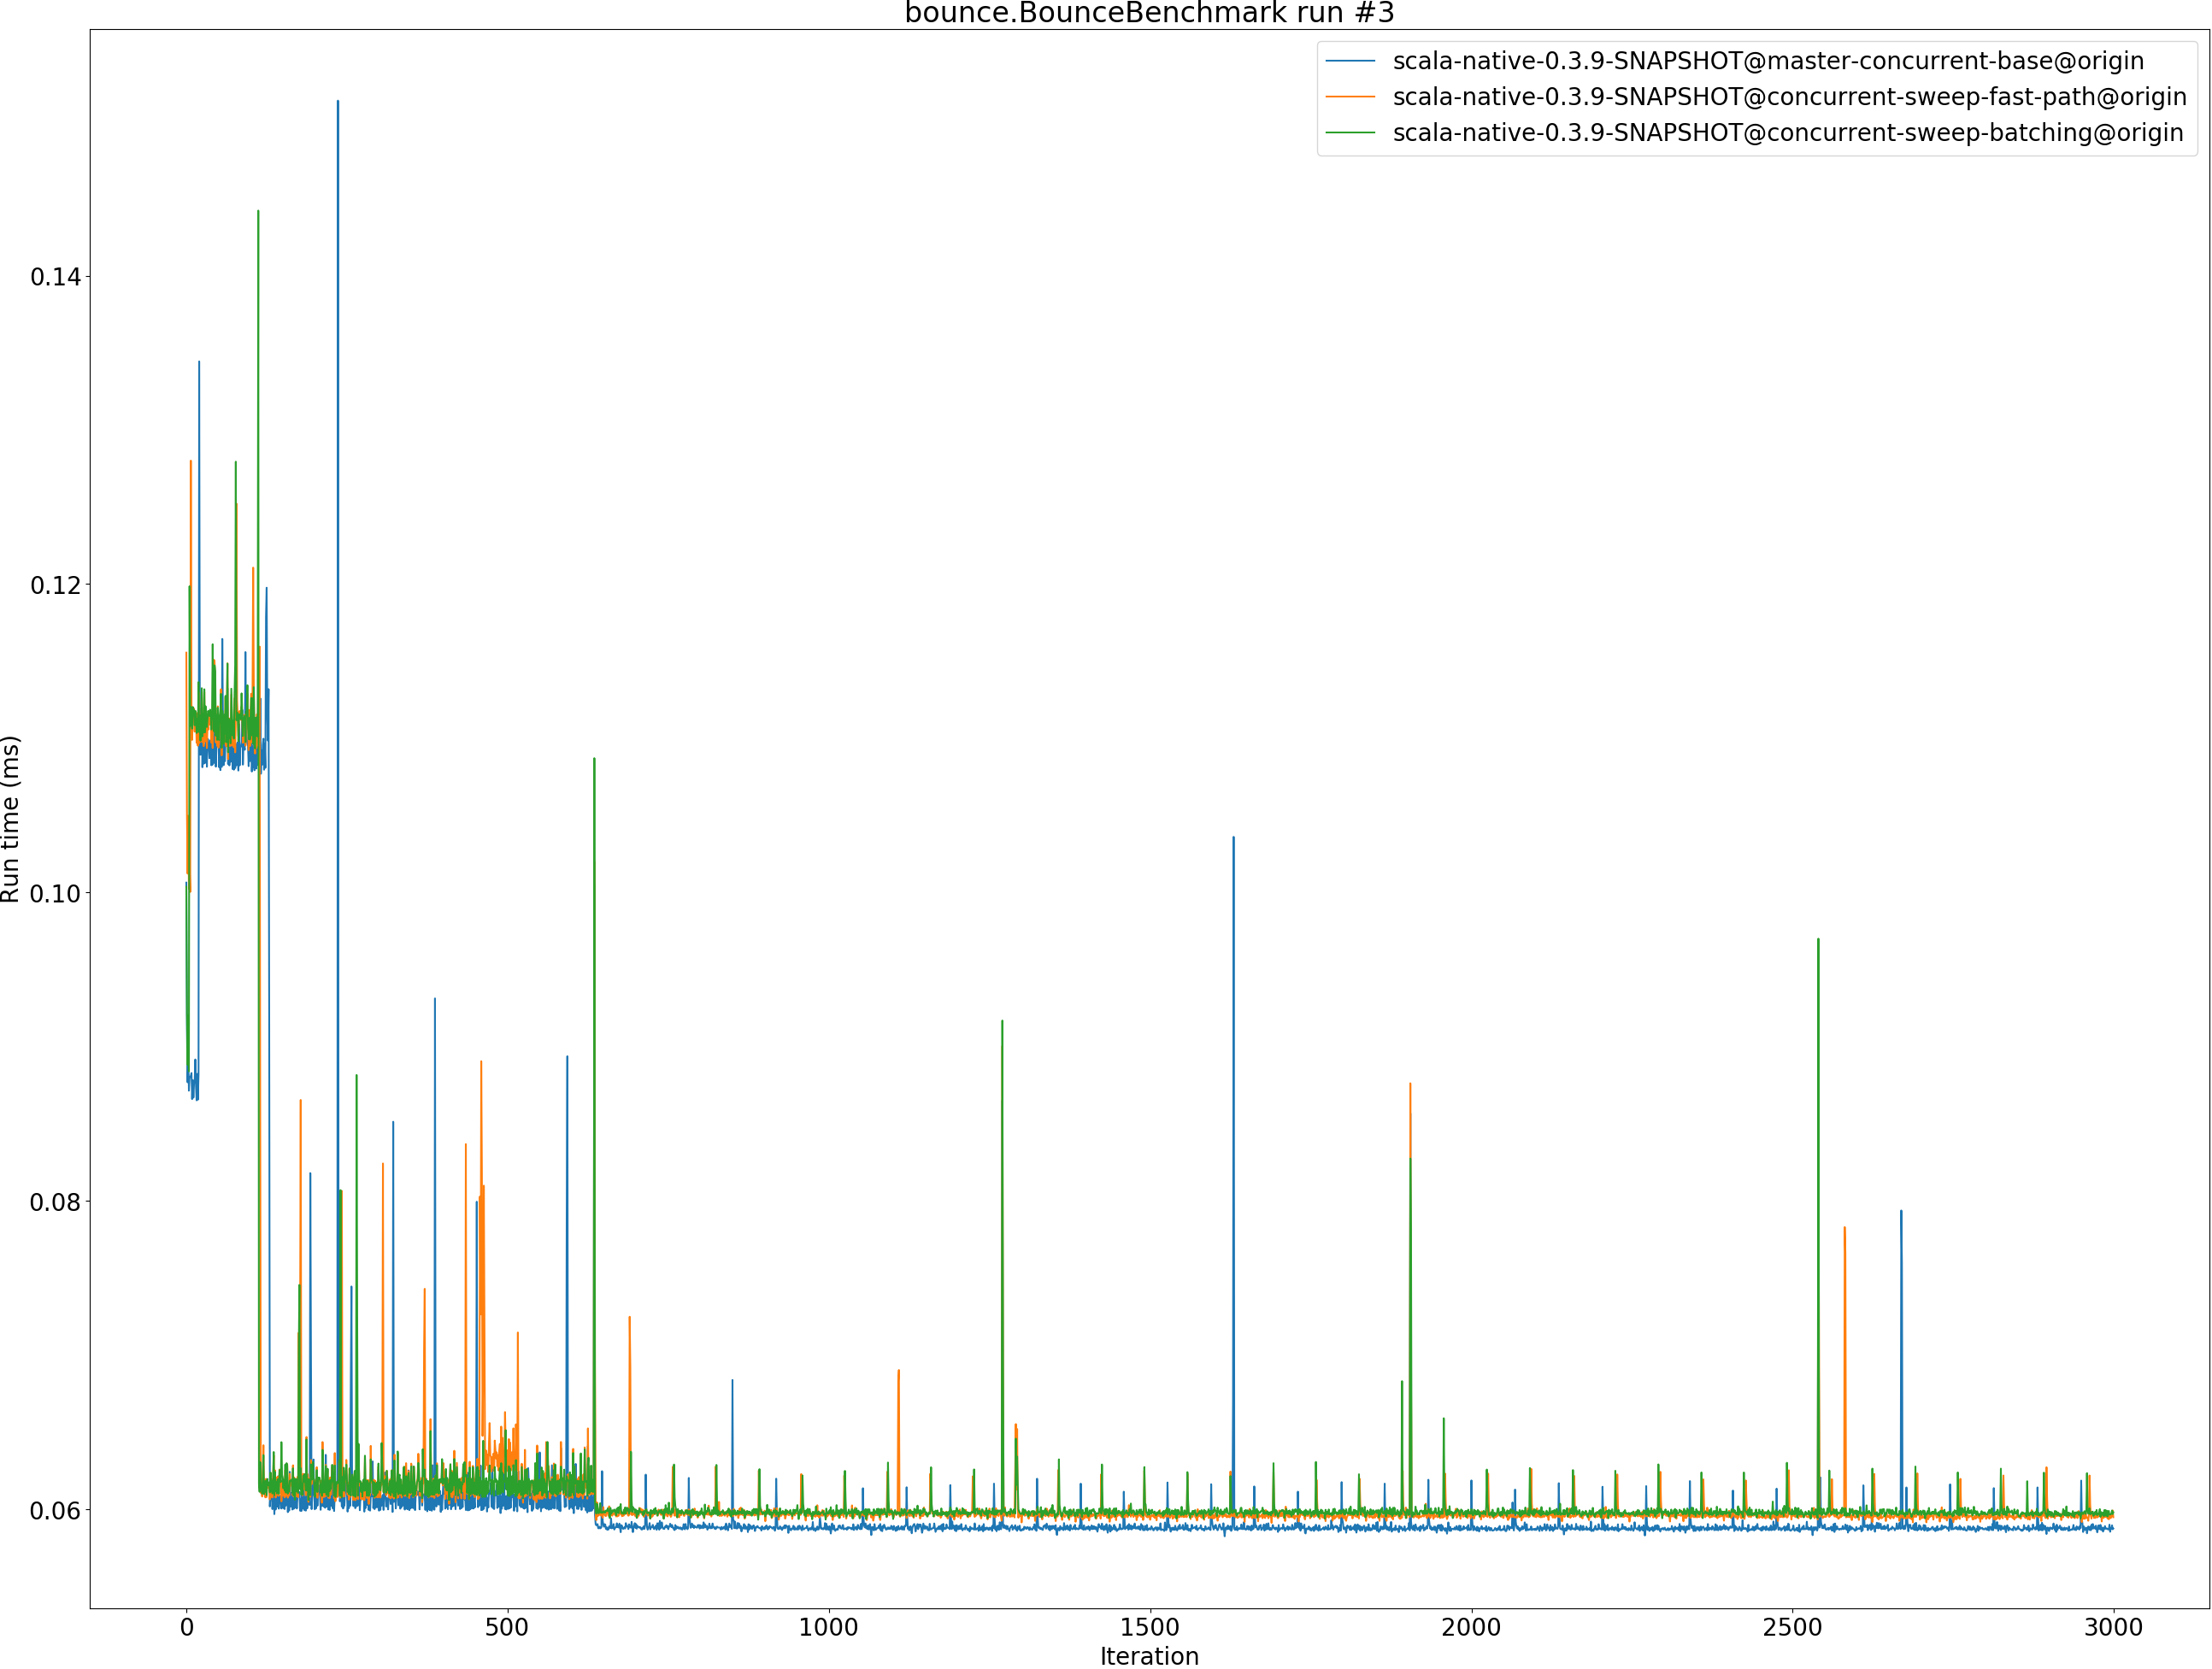 bounce.BounceBenchmark run #3
scala-native-0.3.9-SNAPSHOT@master-concurrent-base@origin
scala-native-0.3.9-SNAPSHOT@concurrent-sweep-fast-path@origin
scala-native-0.3.9-SNAPSHOT@concurrent-sweep-batching@origin
Run time (ms)
0.14
0.12
0.10
0.08
0.06
0 500 1000 1500 2000 2500 3000
Iteration